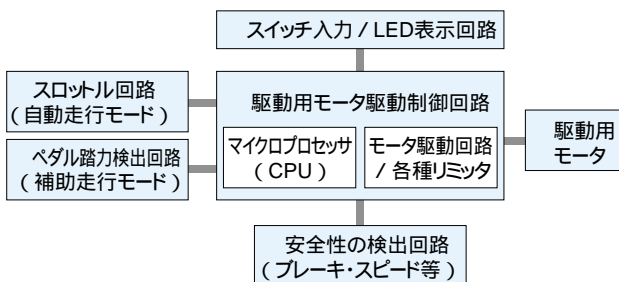 スイッチ入力 / LED表示回路
スロットル回路
( 自動走行モード )
ペダル踏力検出回路
( 補助走行モード )
駆動用モータ駆動制御回路
マイクロプロセッサ
( CPU )
モータ駆動回路
/ 各種リミッタ
駆動用
モータ
安全性の検出回路
( ブレーキ・スピード等 )